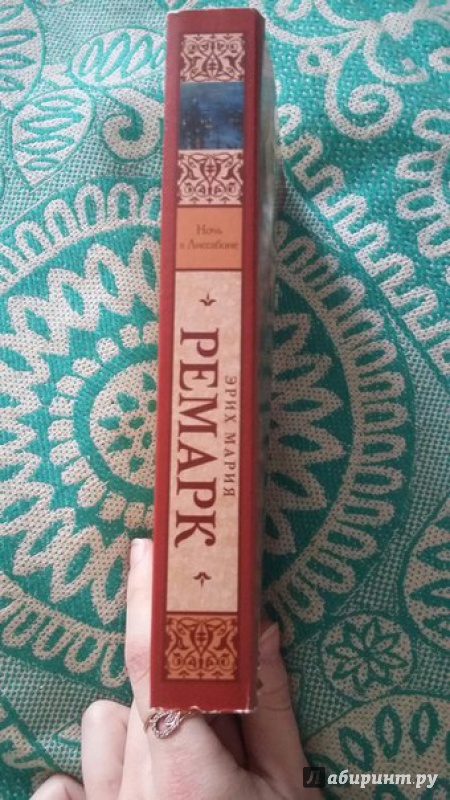 Ночь
в Лиссабоне
ЭРИХ МАРИЯ
РЕМАРК
Лабиринт.ру